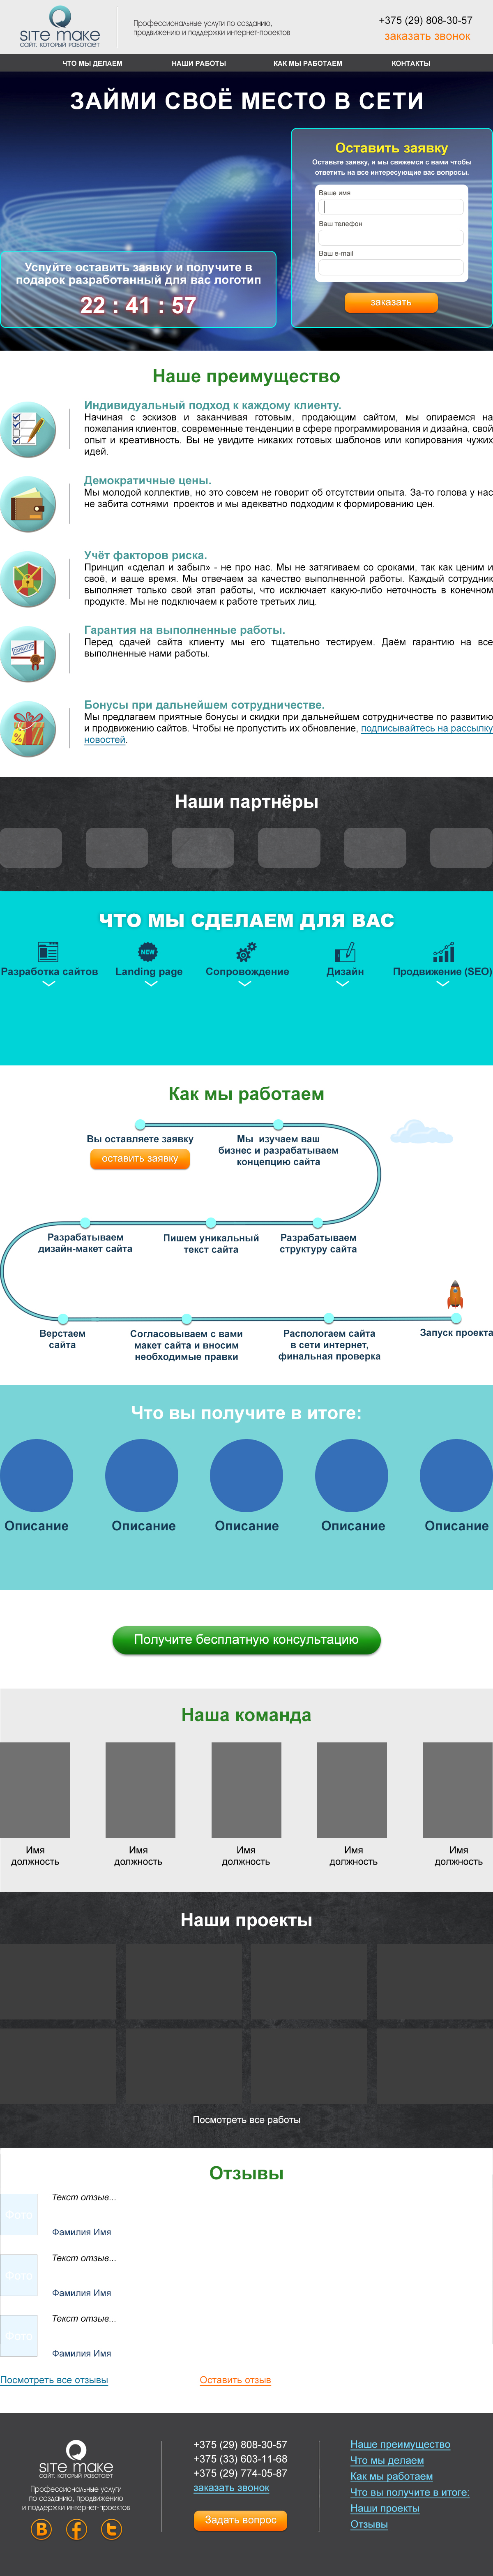 site make
сайт, который работает
Профессиональные услуги по созданию,
продвижению и поддержки интернет-проектов
+375 (29) 808-30-57
заказать звонок
ЧТО МЫ ДЕЛАЕМ
НАШИ РАБОТЫ
КАК МЫ РАБОТАЕМ
КОНТАКТЫ
ЗАЙМИ СВОЁ МЕСТО В СЕТИ
Оставить заявку
Оставьте заявку, и мы свяжемся с вами чтобы
ответить на все интересующие вас вопросы.
Ваше имя
Ваш телефон
Ваш e-mail
заказать
Успуйте оставить заявку и получите в
подарок разработанный для вас логотип
22 : 41 : 57
Наше преимущество
Индивидуальный подход к каждому клиенту.
Начиная с эскизов и заканчивая готовым, продающим сайтом, мы опираемся на
пожелания клиентов, современные тенденции в сфере программирования и дизайна, свой
опыт и креативность. Вы не увидите никаких готовых шаблонов или копирования чужих
идей.
Демократичные цены.
Мы молодой коллектив, но это совсем не говорит об отсутствии опыта. За-то голова у нас
не забита сотнями проектов и мы адекватно подходим к формированию цен.
Учёт факторов риска.
Принцип «сделал и забыл» - не про нас. Мы не затягиваем со сроками, так как ценим и
своё, и ваше время. Мы отвечаем за качество выполненной работы. Каждый сотрудник
выполняет только свой этап работы, что исключает какую-либо неточность в конечном
продукте. Мы не подключаем к работе третьих лиц.
Гарантия на выполненные работы.
Перед сдачей сайта клиенту мы его тщательно тестируем. Даём гарантию на все
выполненные нами работы.
Бонусы при дальнейшем сотрудничестве.
Мы предлагаем приятные бонусы и скидки при дальнейшем сотрудничестве по развитию
и продвижению сайтов. Чтобы не пропустить их обновление, подписывайтесь на рассылку
новостей.
%
Наши партнёры
ЧТО МЫ СДЕЛАЕМ ДЛЯ ВАС
NEW
Разработка сайтов
Landing page
Сопровождение
Дизайн
Продвижение (SEO)
Как мы работаем
Вы оставляете заявку
оставить заявку
Мы изучаем ваш
бизнес и разрабатываем
концепцию сайта
Разрабатываем
дизайн-макет сайта
Пишем уникальный
текст сайта
Разрабатываем
структуру сайта
Верстаем
сайта
Согласовываем с вами
макет сайта и вносим
необходимые правки
Распологаем сайта
в сети интернет,
финальная проверка
Запуск проекта
Что вы получите в итоге:
Описание
Описание
Описание
Описание
Описание
Получите бесплатную консультацию
Наша команда
Имя
должность
Имя
должность
Имя
должность
Имя
должность
Имя
должность
Наши проекты
Посмотреть все работы
Отзывы
Фото
Текст отзыв...
Фамилия Имя
Фото
Текст отзыв...
Фамилия Имя
Фото
Текст отзыв...
Фамилия Имя
Посмотреть все отзывы
Оставить отзыв
site make
сайт, который работает
Профессиональные услуги
по созданию, продвижению
и поддержки интернет-проектов
+375 (29) 808-30-57
+375 (33) 603-11-68
+375 (29) 774-05-87
заказать звонок
Задать вопрос
Наше преимущество
Что мы делаем
Как мы работаем
Что вы получите в итоге:
Наши проекты
Отзывы